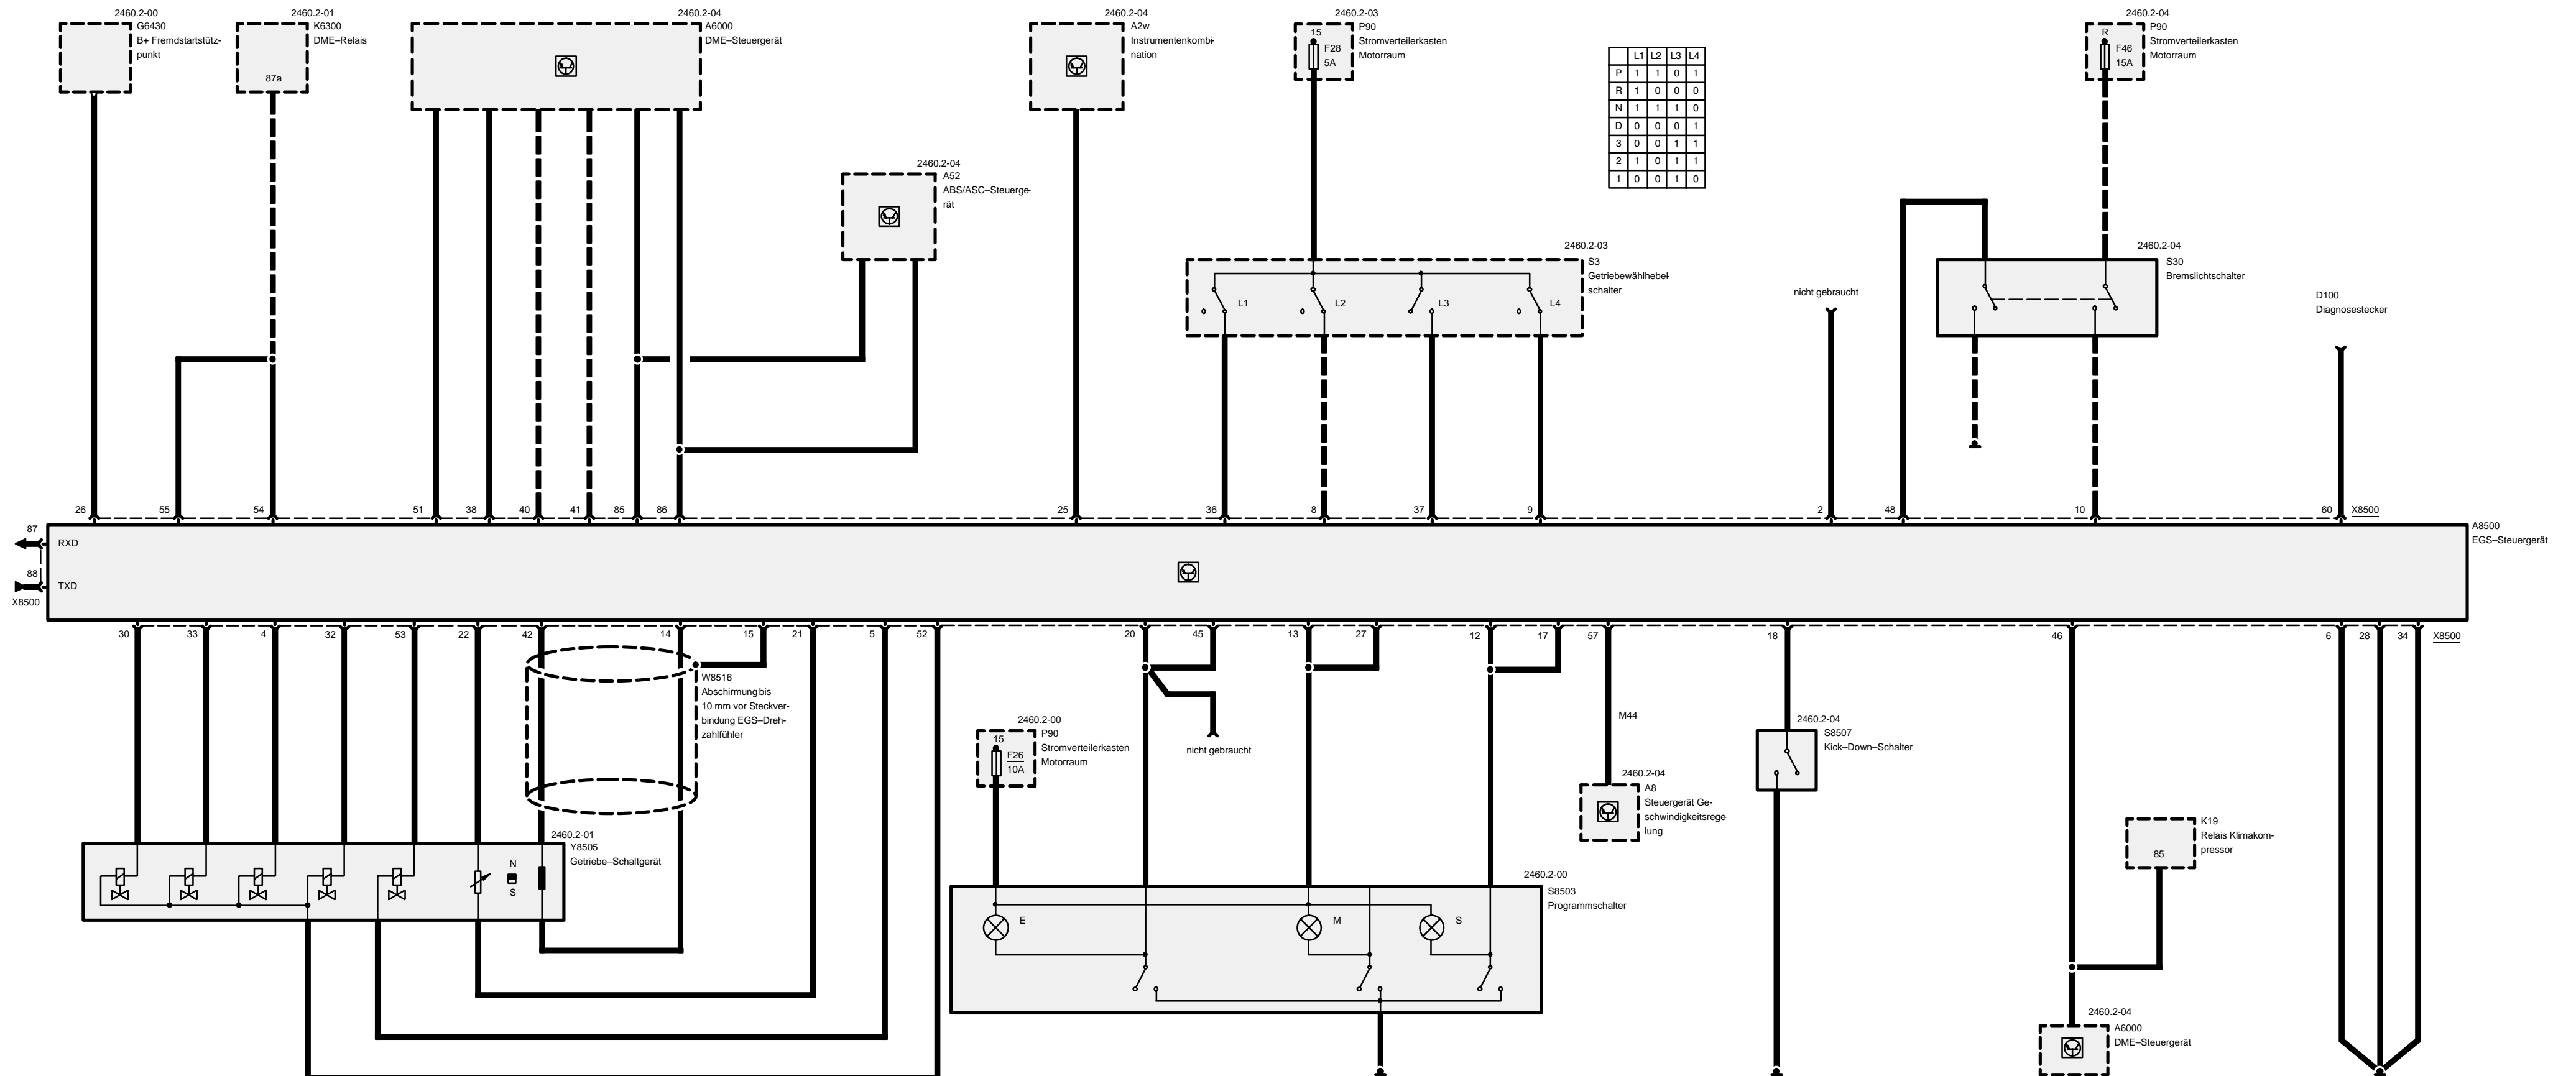 2460.2-00
G6430
B+ Fremdstartstütz-
punkt
2460.2-01
K6300
DME–Relais
87a
2460.2-04
A6000
DME–Steuergerät
2460.2-04
A2w
Instrumentenkombi-
nation
2460.2-03
P90
Stromverteilerkasten
Motorraum
15
F28
5A
L1 L2 L3 L4
P 1 1 0 1
R 1 0 0 0
N 1 1 1 0
D 0 0 0 1
3 0 0 1 1
2 1 0 1 1
1 0 0 1 0
2460.2-04
P90
Stromverteilerkasten
Motorraum
R
F46
15A
2460.2-04
A52
ABS/ASC–Steuerge-
rät
2460.2-03
S3
Getriebewählhebel-
schalter
L1
L2
L3
L4
nicht gebraucht
2460.2-04
S30
Bremslichtschalter
D100
Diagnosestecker
26 55 54 51 38 40 41 85 86 25 36 8 37 9 2 48 10 60 X8500
87
RXD
88
TXD
X8500
A8500
EGS–Steuergerät
30 33 4 32 53 22 42 14 15 21 5 52 20 45 13 27 12 17 57 18 46 6 28 34 X8500
W8516
Abschirmung bis
10 mm vor Steckver-
bindung EGS–Dreh-
zahlfühler
2460.2-00
P90
Stromverteilerkasten
Motorraum
15
F26
10A
nicht gebraucht
M44
2460.2-04
A8
Steuergerät Ge-
schwindigkeitsrege-
lung
2460.2-04
S8507
Kick–Down–Schalter
K19
Relais Klimakom-
pressor
85
2460.2-01
Y8505
Getriebe–Schaltgerät
N
S
2460.2-00
S8503
Programmschalter
E
M
S
2460.2-04
A6000
DME–Steuergerät